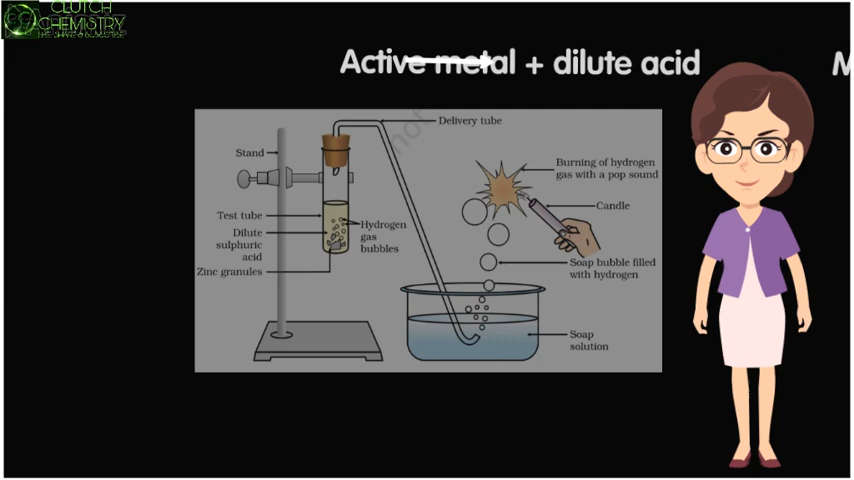 CLUTCH
CHEMISTRY
Active metal + dilute acid
M
Delivery tube
Stand
Burning of hydrogen
gas with a pop sound
Candle
Test tube
Dilute
sulphuric
acid
Hydrogen
gas
bubbles
Zinc granules
Soap bubble filled
with hydrogen
Soap
solution
not